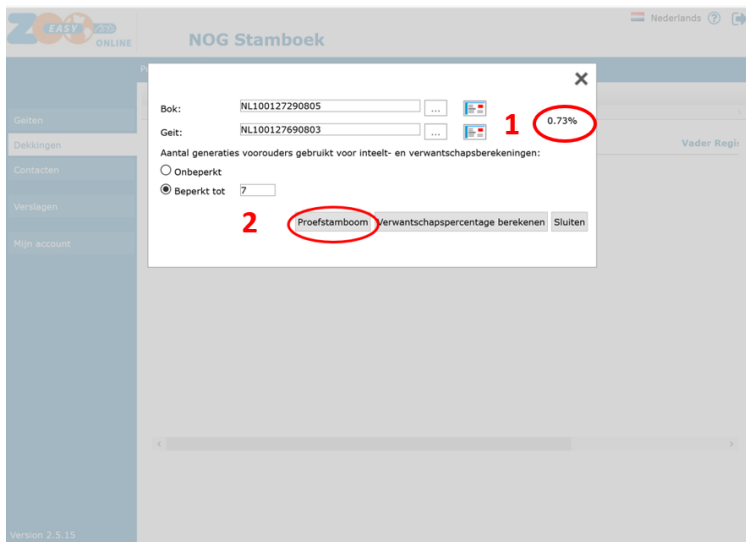 ZOO EASY
ONLINE
NOG Stamboek
Nederlands ?
Geiten
Dekkingen
Contacten
Verslagen
Mijn account
Version 2.5.15
Vader Regi
Bok:
NL100127290805
...
Geit:
NL100127690803
...
1
0.73%
Aantal generaties voorouders gebruikt voor inteelt- en verwantschapsberekeningen:
Onbeperkt
Beperkt tot 7
2
Proefstamboom Verwantschapspercentage berekenen Sluiten